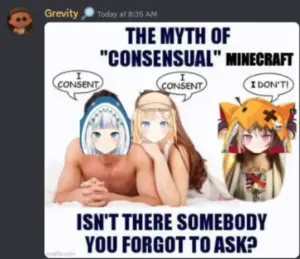 Grevity Today at 8:35 AM
THE MYTH OF
"CONSENSUAL" MINECRAFT
I
CONSENT
I
CONSENT
I DON'T!
ISN'T THERE SOMEBODY
YOU FORGOT TO ASK?
imgflip.com